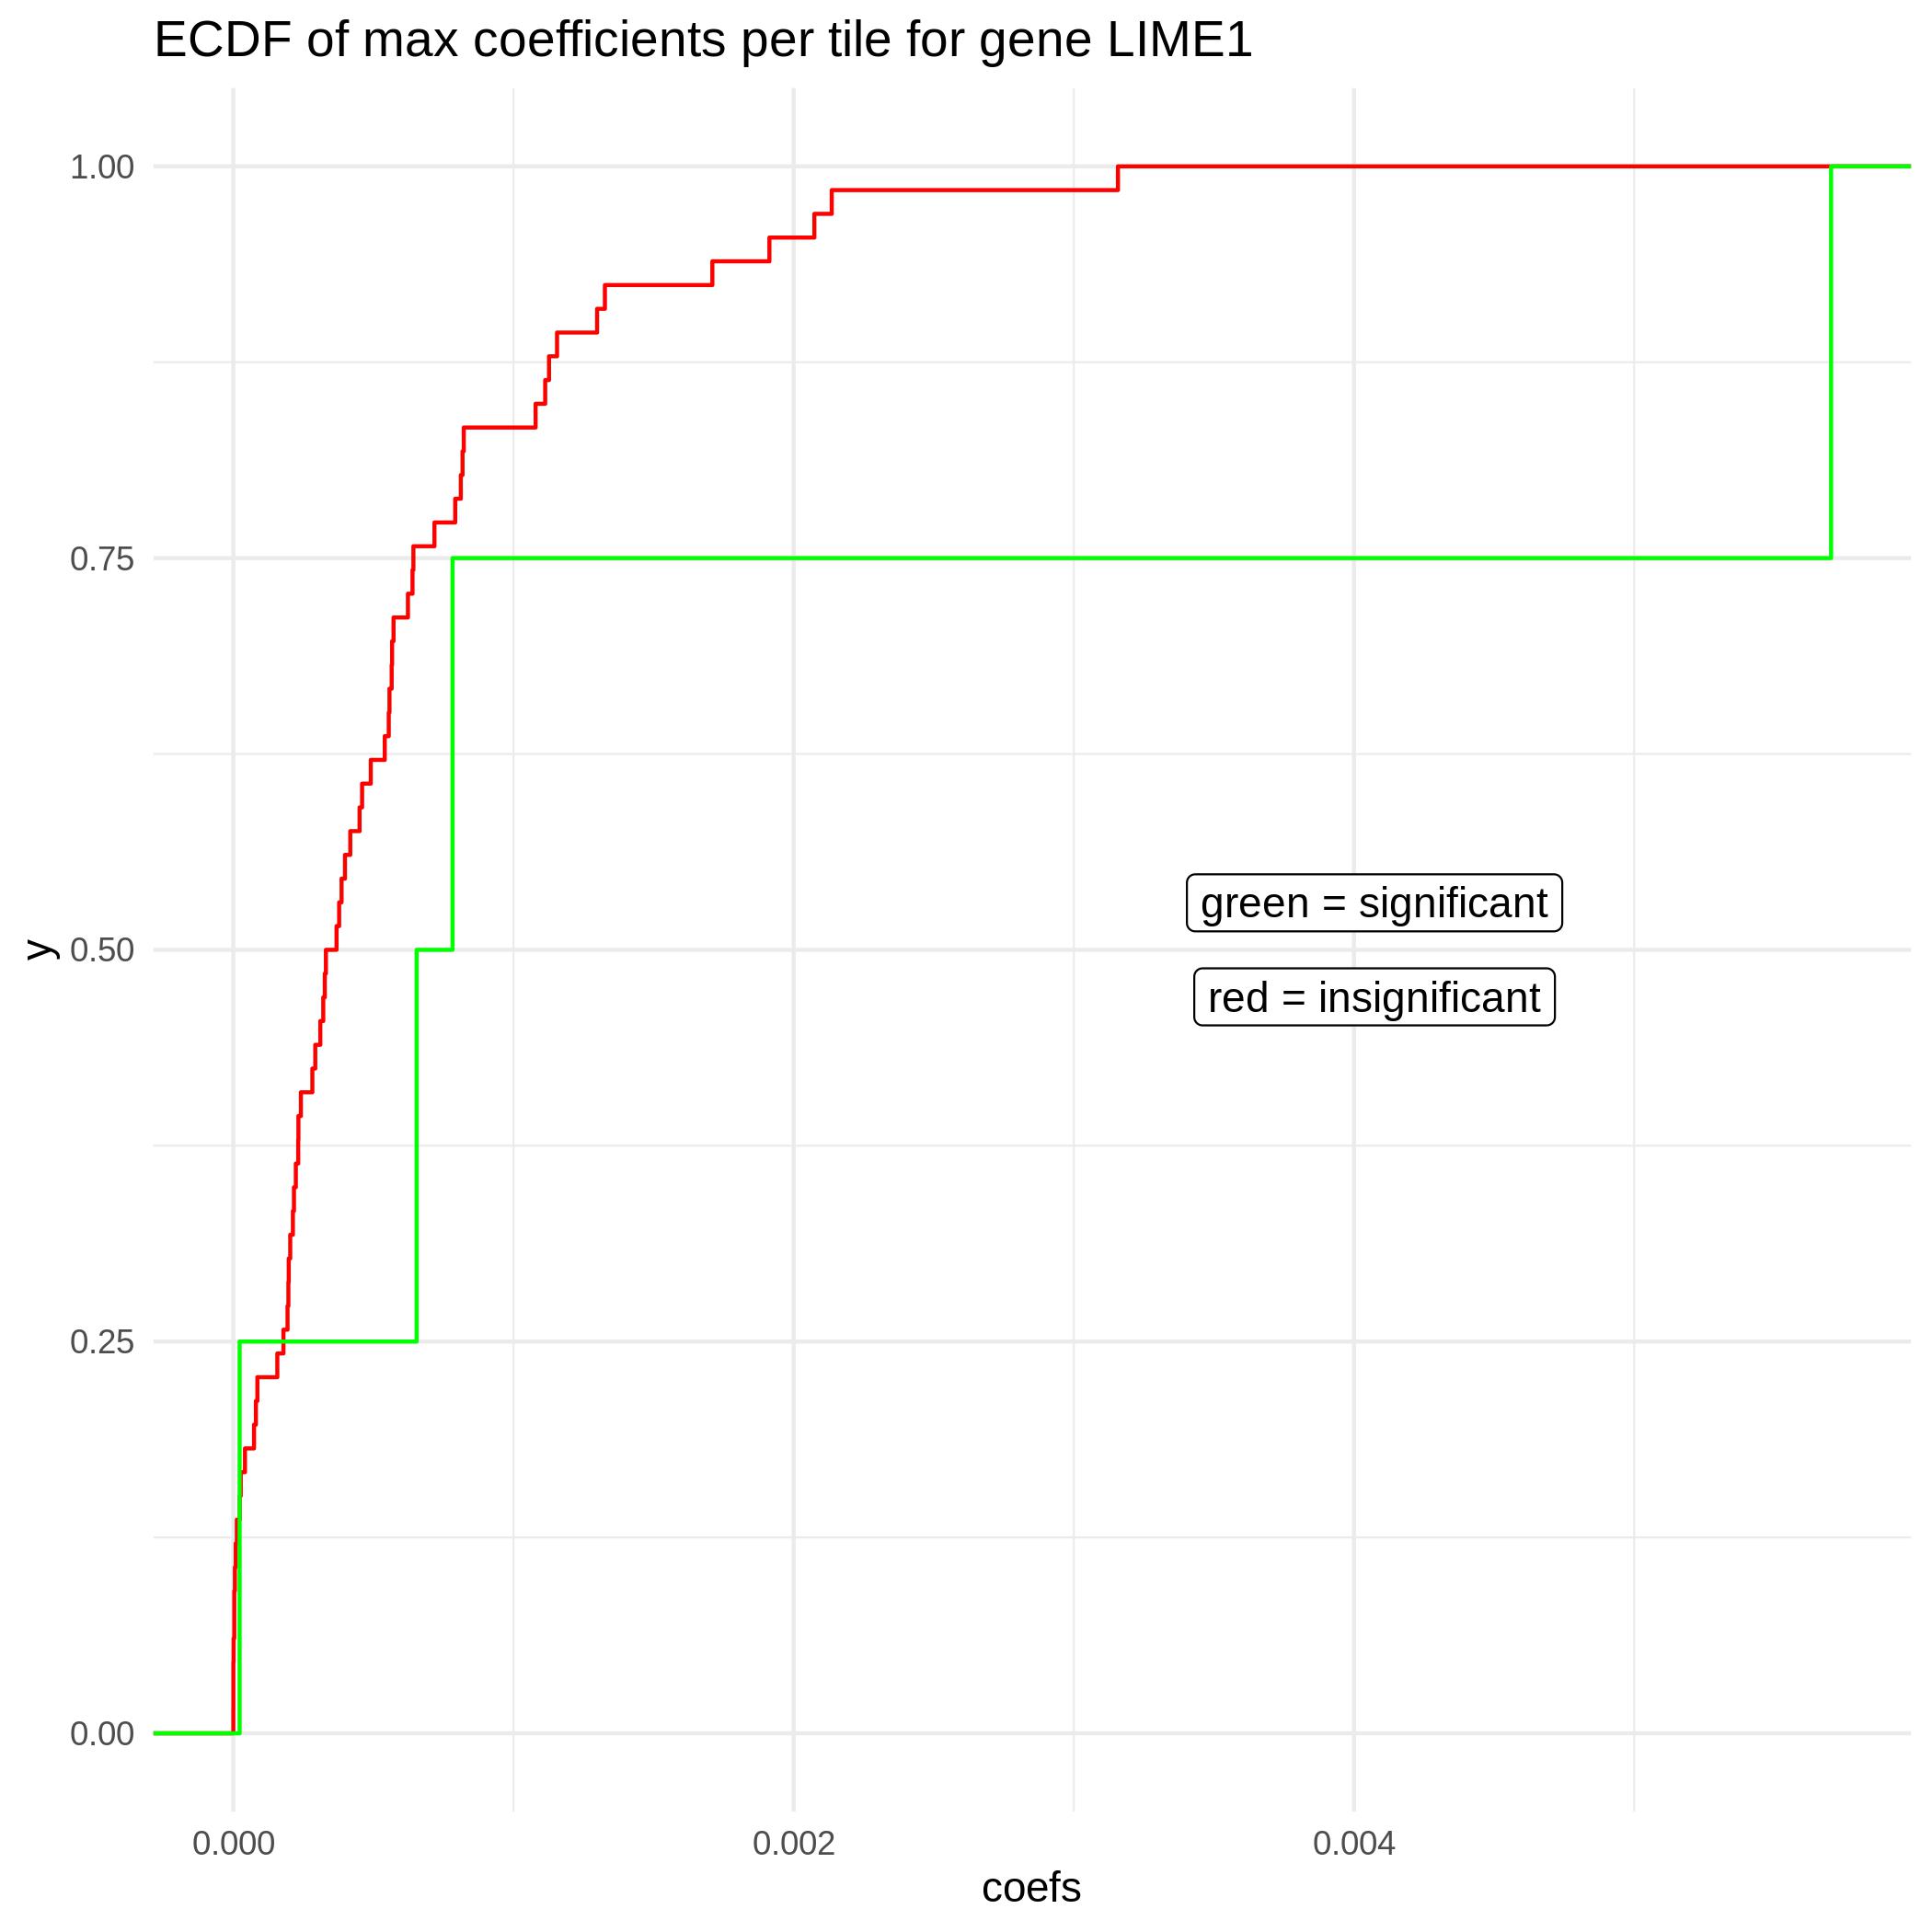 ECDF of max coefficients per tile for gene LIME1
1.00
0.75
0.50
0.25
0.00
y
green = significant
red = insignificant
0.000
0.002
0.004
coefs